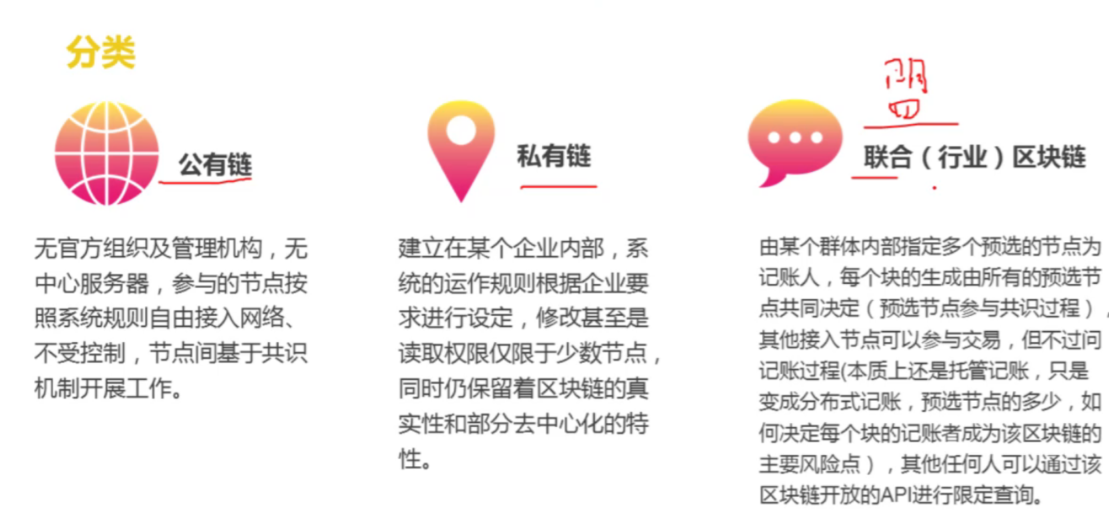 分类
公有链
无官方组织及管理机构，无
中心服务器，参与的节点按
照系统规则自由接入网络、
不受控制，节点间基于共识
机制开展工作。
私有链
建立在某个企业内部，系
统的运作规则根据企业要
求进行设定，修改甚至是
读取权限仅限于少数节点，
同时仍保留着区块链的真
实性和部分去中心化的特
性。
盟
联合（行业）区块链
由某个群体内部指定多个预选的节点为
记账人，每个块的生成由所有的预选节
点共同决定（预选节点参与共识过程），
其他接入节点可以参与交易，但不过问
记账过程(本质上还是托管记账，只是
变成分布式记账，预选节点的多少，如
何决定每个块的记账者成为该区块链的
主要风险点），其他任何人可以通过该
区块链开放的API进行限定查询。